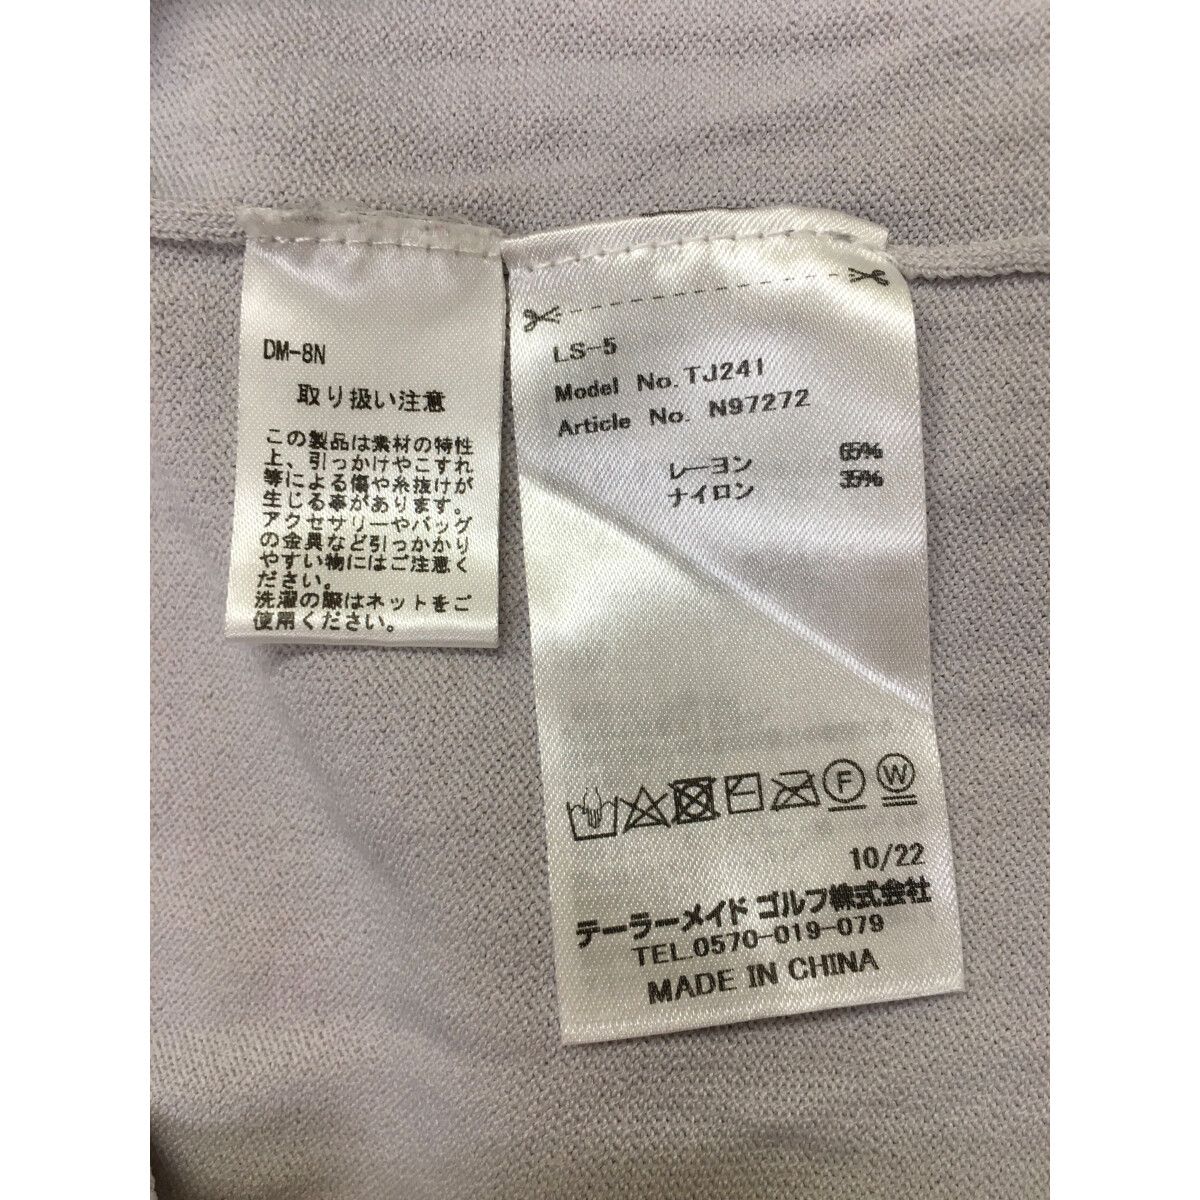 DM-8N
取り扱い注意
この製品は素材の特性
上、引っかけやこすれ
等による傷や糸抜けが
生じる事があります。
アクセサリーやバッグ
の金具など引っかかり
やすい物にはご注意く
ださい。
洗濯の際はネットをご
使用ください。
LS-5
Model No. TJ241
Article No. N97272
レーヨン 65%
ナイロン 35%
F W
10/22
テーラーメイド ゴルフ株式会社
TEL.0570-019-079
MADE IN CHINA